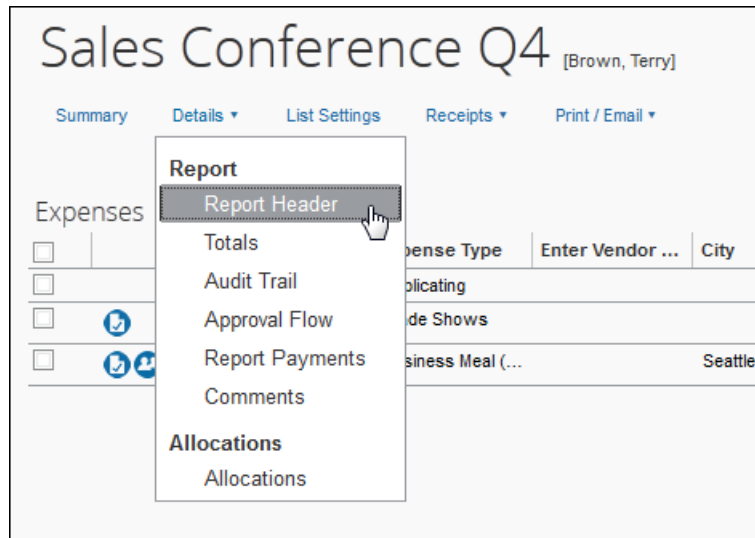 Sales Conference Q4 [Brown, Terry]
Summary Details List Settings Receipts Print / Email
Report
Report Header
Expenses
Totals
pense Type Enter Vendor ... City
Audit Trail
plicating
Approval Flow
de Shows
Report Payments
siness Meal (... Seattle
Comments
Allocations
Allocations